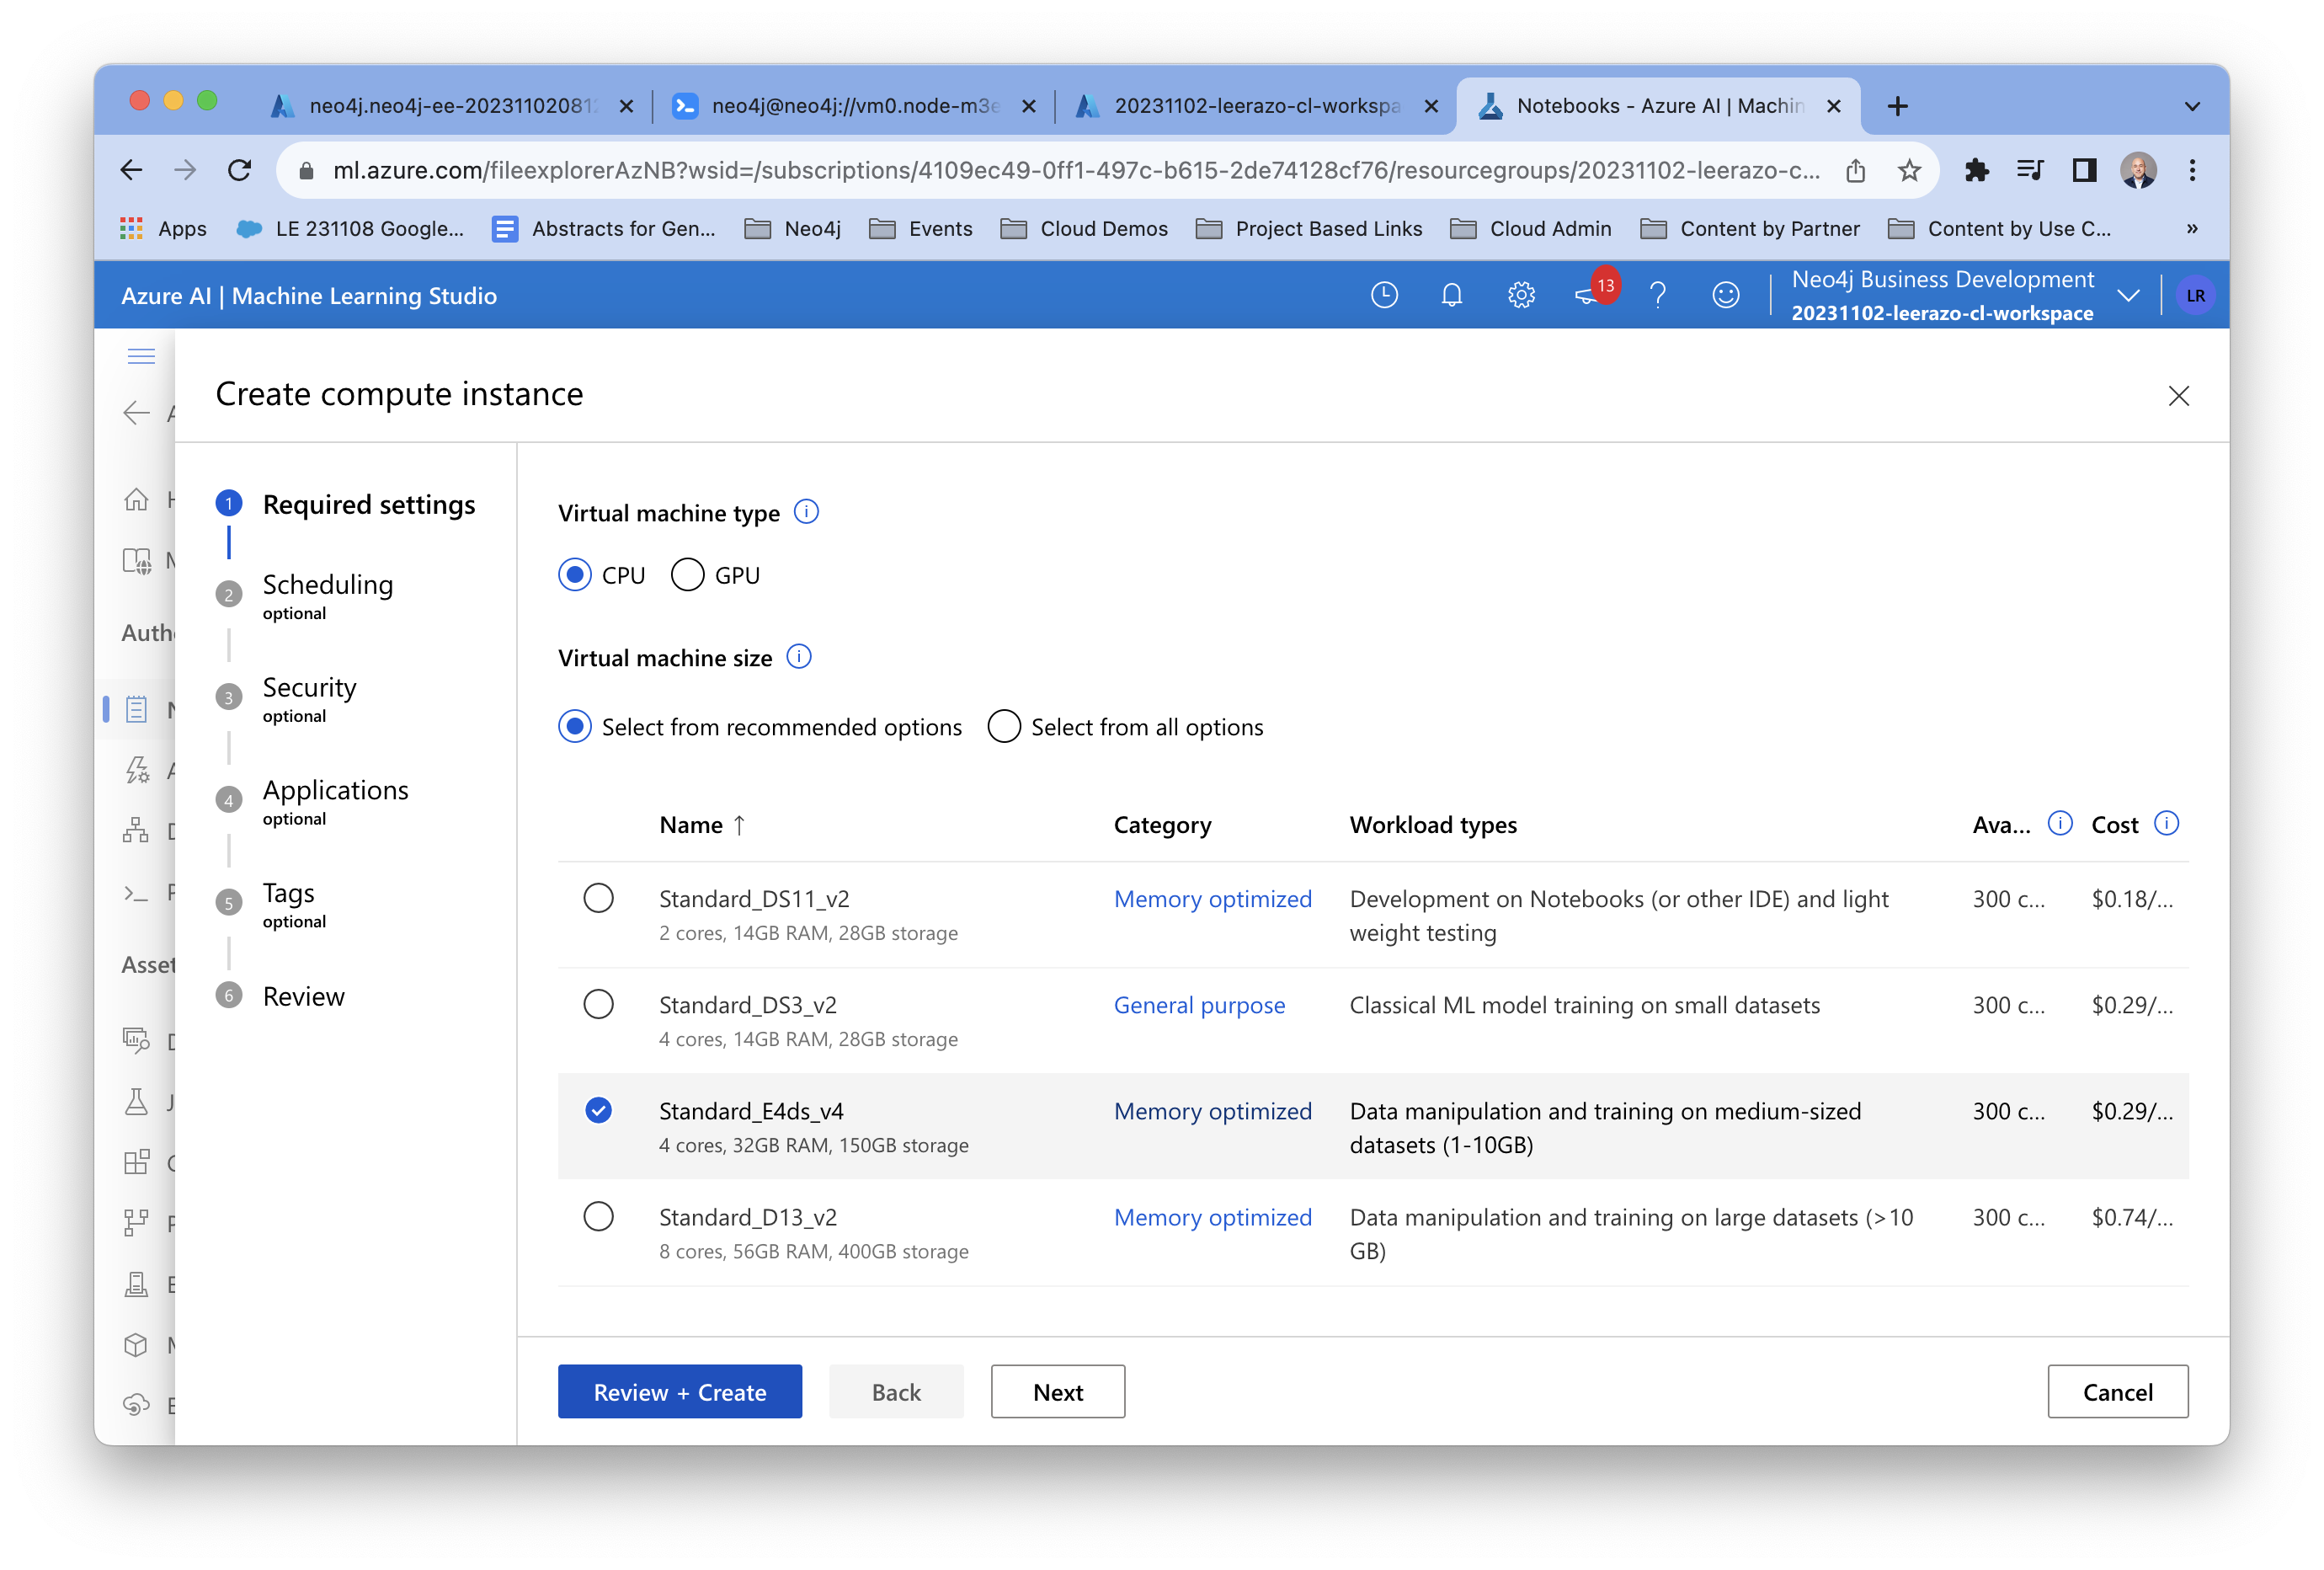 neo4j.neo4j-ee-202311020812
neo4j@neo4j://vm0.node-m3e
20231102-leerazo-cl-workspa
Notebooks - Azure AI | Machin
ml.azure.com/fileexplorerAzNB?wsid=/subscriptions/4109ec49-0ff1-497c-b615-2de74128cf76/resourcegroups/20231102-leerazo-c...
Apps
LE 231108 Google...
Abstracts for Gen...
Neo4j
Events
Cloud Demos
Project Based Links
Cloud Admin
Content by Partner
Content by Use C...
»
Azure AI | Machine Learning Studio
13
Neo4j Business Development
20231102-leerazo-cl-workspace
LR
Create compute instance
Auth
Asset
1 Required settings
2 Scheduling
optional
3 Security
optional
4 Applications
optional
5 Tags
optional
6 Review
Virtual machine type
CPU
GPU
Virtual machine size
Select from recommended options
Select from all options
Name ↑
Category
Workload types
Ava...
Cost
Standard_DS11_v2
2 cores, 14GB RAM, 28GB storage
Memory optimized
Development on Notebooks (or other IDE) and light
weight testing
300 c...
$0.18/...
Standard_DS3_v2
4 cores, 14GB RAM, 28GB storage
General purpose
Classical ML model training on small datasets
300 c...
$0.29/...
Standard_E4ds_v4
4 cores, 32GB RAM, 150GB storage
Memory optimized
Data manipulation and training on medium-sized
datasets (1-10GB)
300 c...
$0.29/...
Standard_D13_v2
8 cores, 56GB RAM, 400GB storage
Memory optimized
Data manipulation and training on large datasets (>10
GB)
300 c...
$0.74/...
Review + Create
Back
Next
Cancel